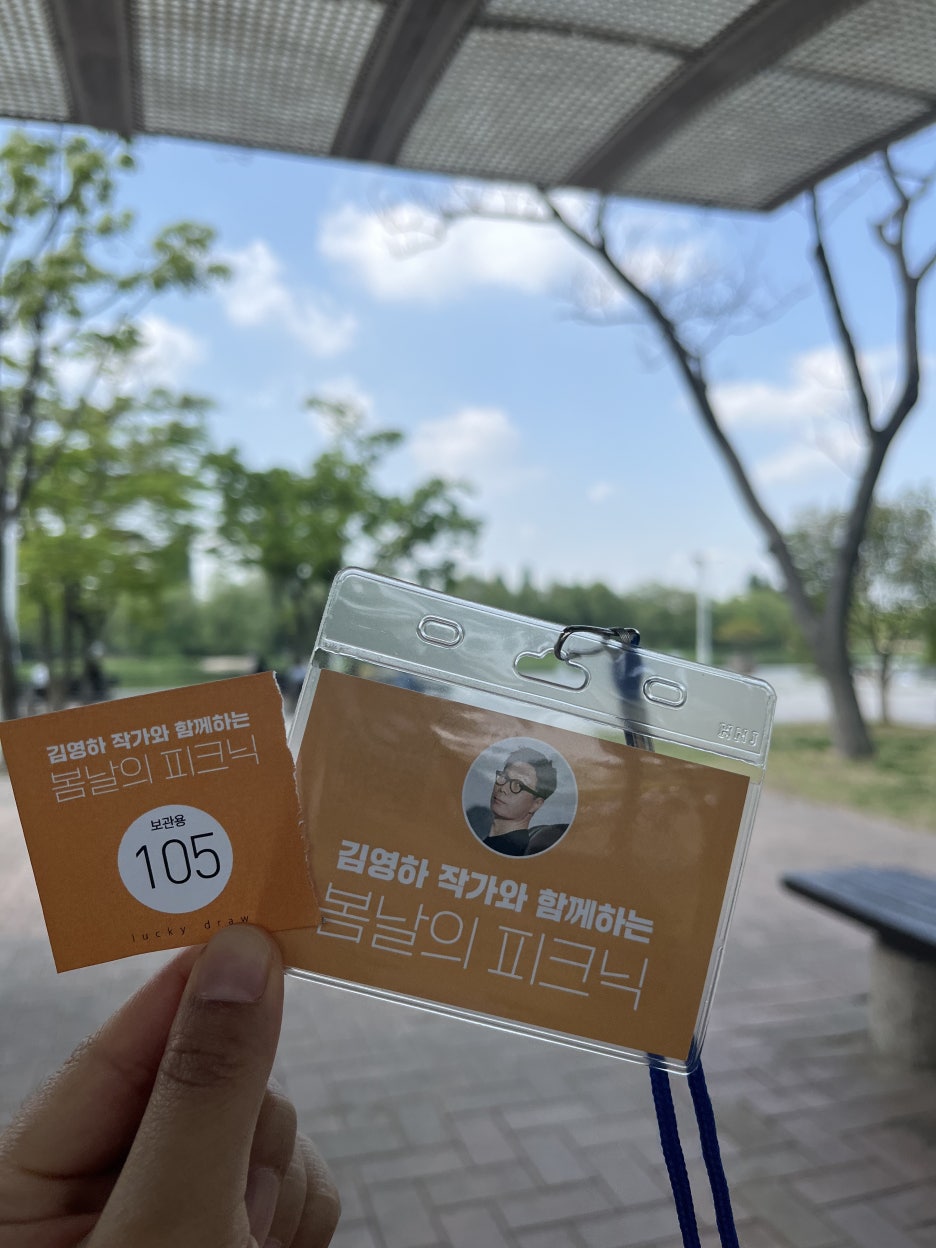 김영하 작가와 함께하는
봄날의 피크닉
보관용
105
lucky draw
HHJ
김영하 작가와 함께하는
봄날의 피크닉